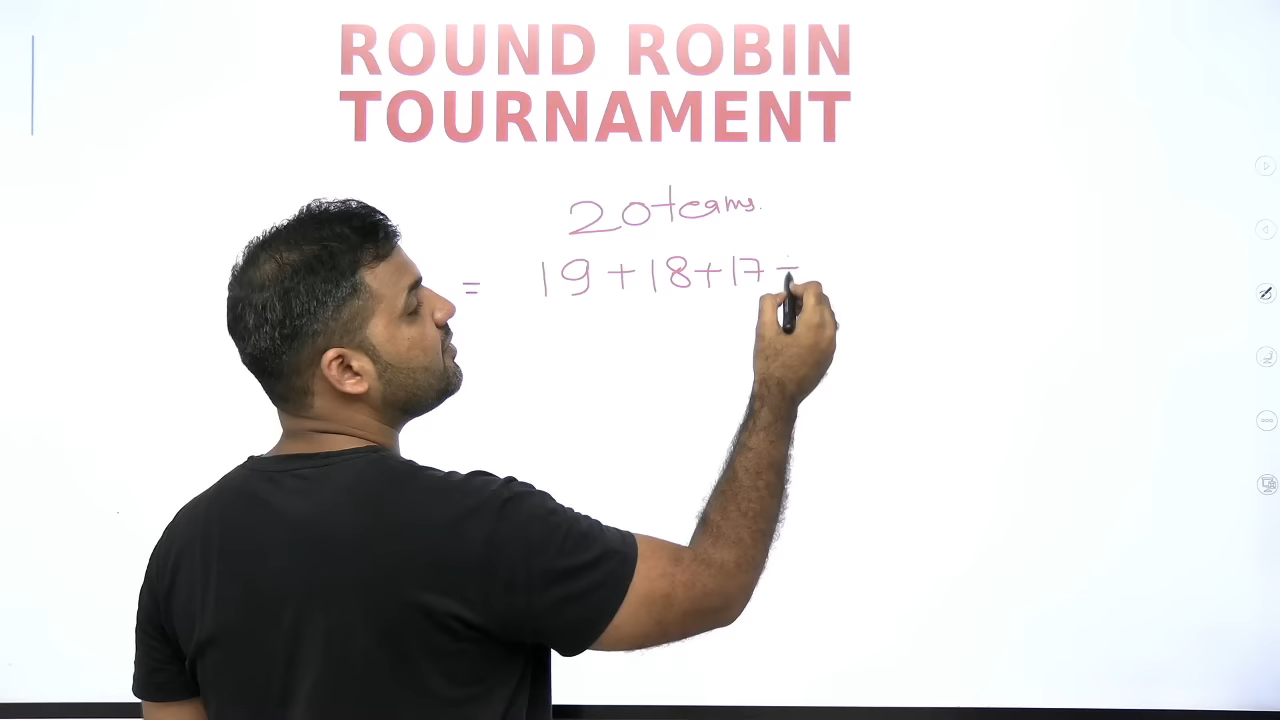 ROUND ROBIN
TOURNAMENT
20 teams.
= 19 + 18 + 17 +